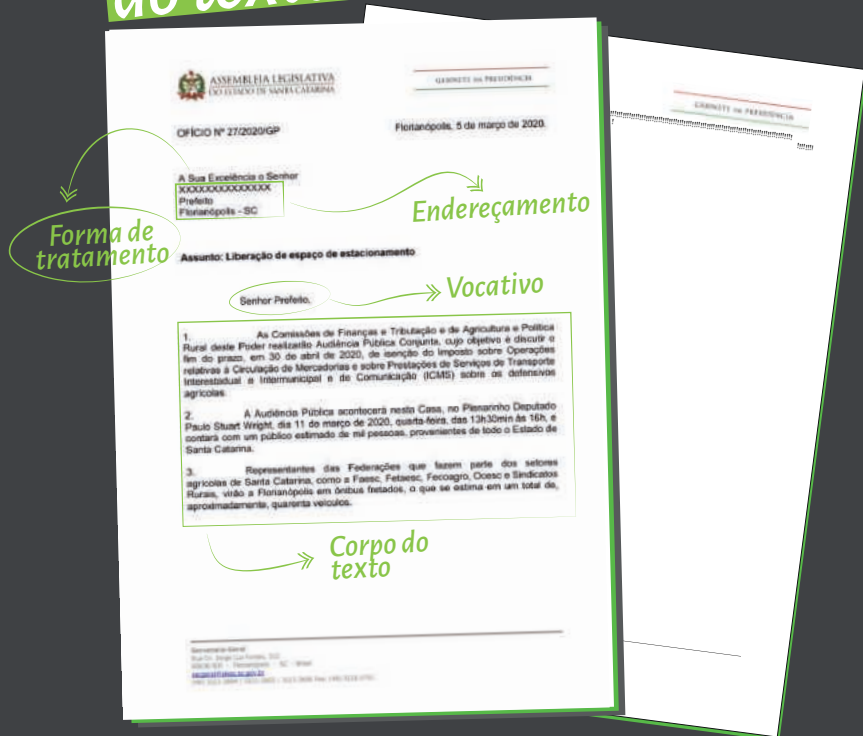 do texto
ASSEMBLEIA LEGISLATIVA
DO ESTADO DE SANTA CATARINA
GABINETE DA PRESIDÊNCIA
OFÍCIO Nº 27/2020/GP
Florianópolis, 5 de março de 2020.
A Sua Excelência o Senhor
XXXXXXXXXXXXXX
Prefeito
Florianópolis - SC
Endereçamento
Forma de
tratamento
Assunto: Liberação de espaço de estacionamento
Senhor Prefeito,
Vocativo
1. As Comissões de Finanças e Tributação e de Agricultura e Política
Rural deste Poder realizarão Audiência Pública Conjunta, cujo objetivo é discutir o
fim do prazo, em 30 de abril de 2020, de isenção do Imposto sobre Operações
relativas à Circulação de Mercadorias e sobre Prestações de Serviços de Transporte
Interestadual e Intermunicipal e de Comunicação (ICMS) sobre os defensivos
agrícolas.
2. A Audiência Pública acontecerá nesta Casa, no Plenarinho Deputado
Paulo Stuart Wright, dia 11 de março de 2020, quarta-feira, das 13h30min às 16h, e
contará com um público estimado de mil pessoas, provenientes de todo o Estado de
Santa Catarina.
3. Representantes das Federações que fazem parte dos setores
agrícolas de Santa Catarina, como a Faesc, Fetaesc, Fecoagro, Ocesc e Sindicatos
Rurais, virão a Florianópolis em ônibus fretados, o que se estima em um total de,
aproximadamente, quarenta veículos.
Corpo do
texto
Secretaria-Geral
Florianópolis - SC - Brasil
GABINETE DA PRESIDÊNCIA